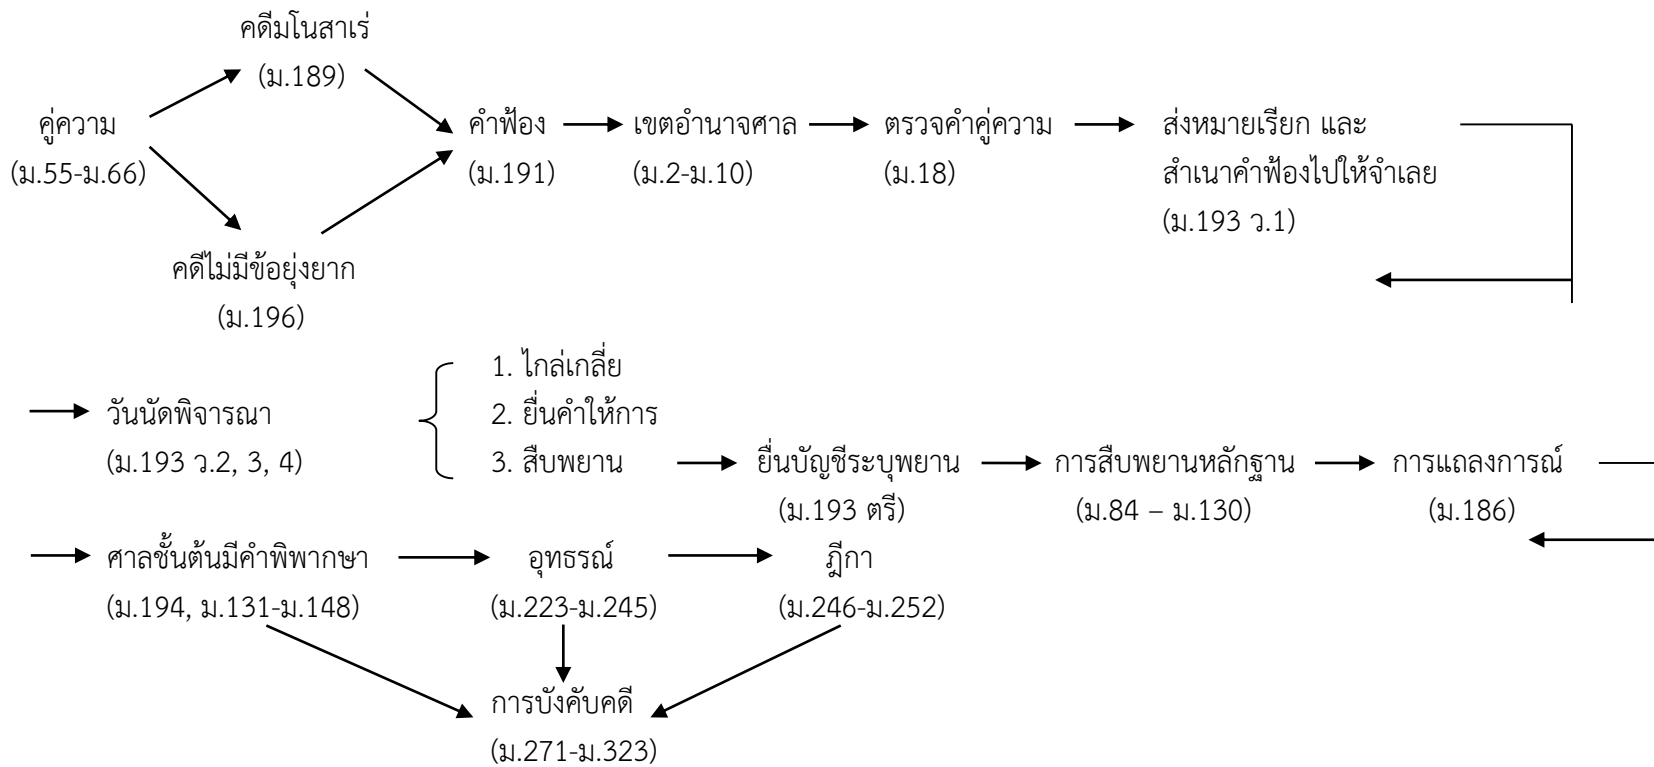 คดีมโนสาเร่
(ม.189)
คู่ความ
(ม.55-ม.66)
คำฟ้อง
(ม.191)
เขตอำนาจศาล
(ม.2-ม.10)
ตรวจคำคู่ความ
(ม.18)
ส่งหมายเรียก และ
สำเนาคำฟ้องไปให้จำเลย
(ม.193 ว.1)
คดีไม่มีข้อยุ่งยาก
(ม.196)
วันนัดพิจารณา
(ม.193 ว.2, 3, 4)
1. ไกล่เกลี่ย
2. ยื่นคำให้การ
3. สืบพยาน
ยื่นบัญชีระบุพยาน
(ม.193 ตรี)
การสืบพยานหลักฐาน
(ม.84 – ม.130)
การแถลงการณ์
(ม.186)
ศาลชั้นต้นมีคำพิพากษา
(ม.194, ม.131-ม.148)
อุทธรณ์
(ม.223-ม.245)
ฎีกา
(ม.246-ม.252)
การบังคับคดี
(ม.271-ม.323)